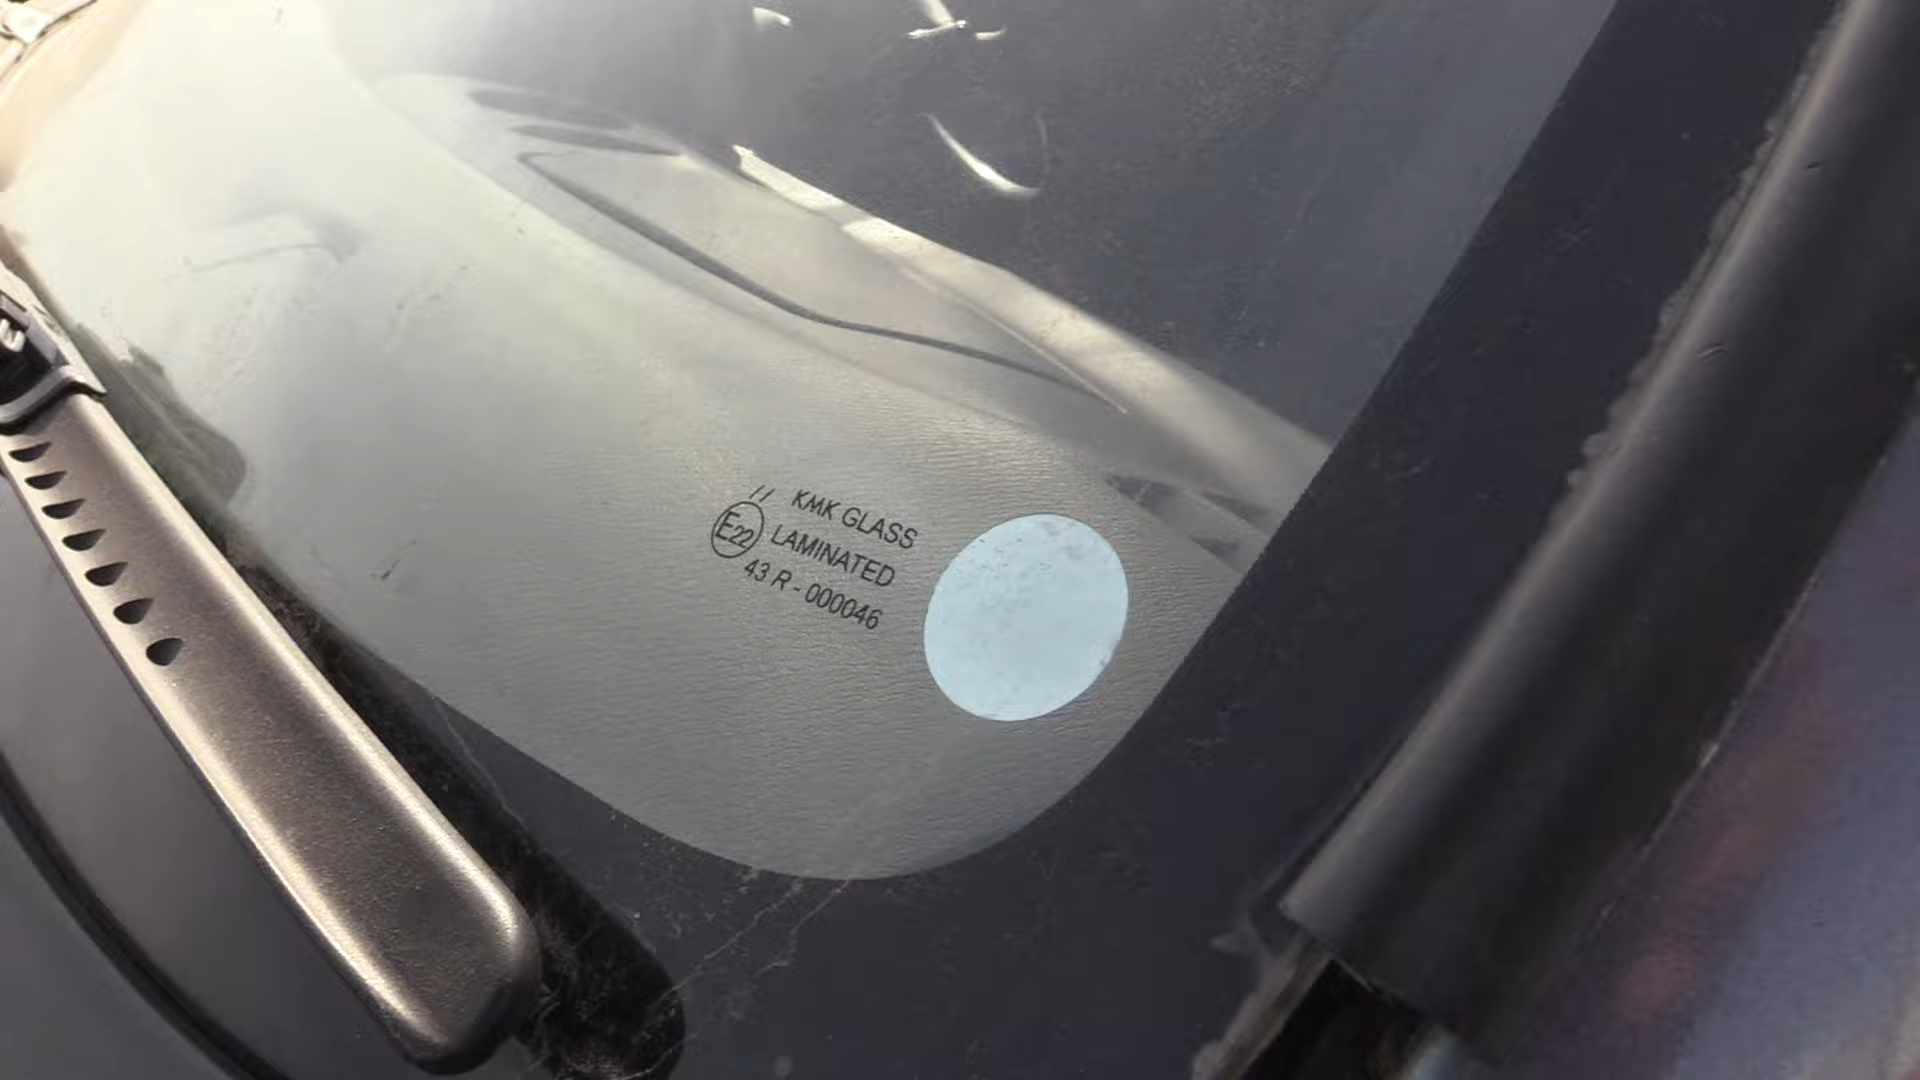 // KMK GLASS
E22 LAMINATED
43 R - 000046